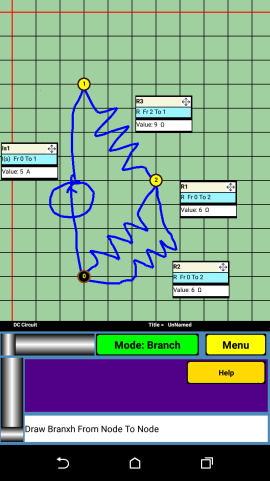 1
R3
R Fr 2 To 1
Value: 9 Ω
Is1
I(s) Fr 0 To 1
Value: 5 A
2
R1
R Fr 0 To 2
Value: 6 Ω
0
R2
R Fr 0 To 2
Value: 6 Ω
DC Circuit Title = UnNamed
Mode: Branch Menu
Help
Draw Branxh From Node To Node